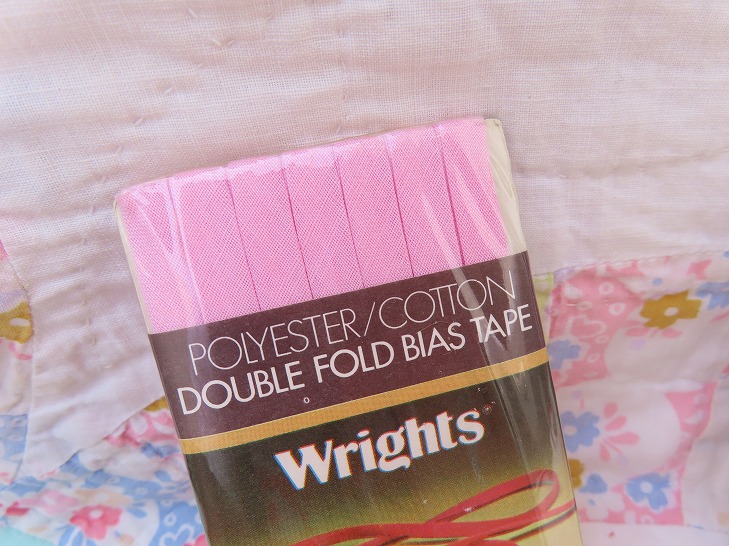 POLYESTER/COTTON
DOUBLE FOLD BIAS TAPE
Wrights®